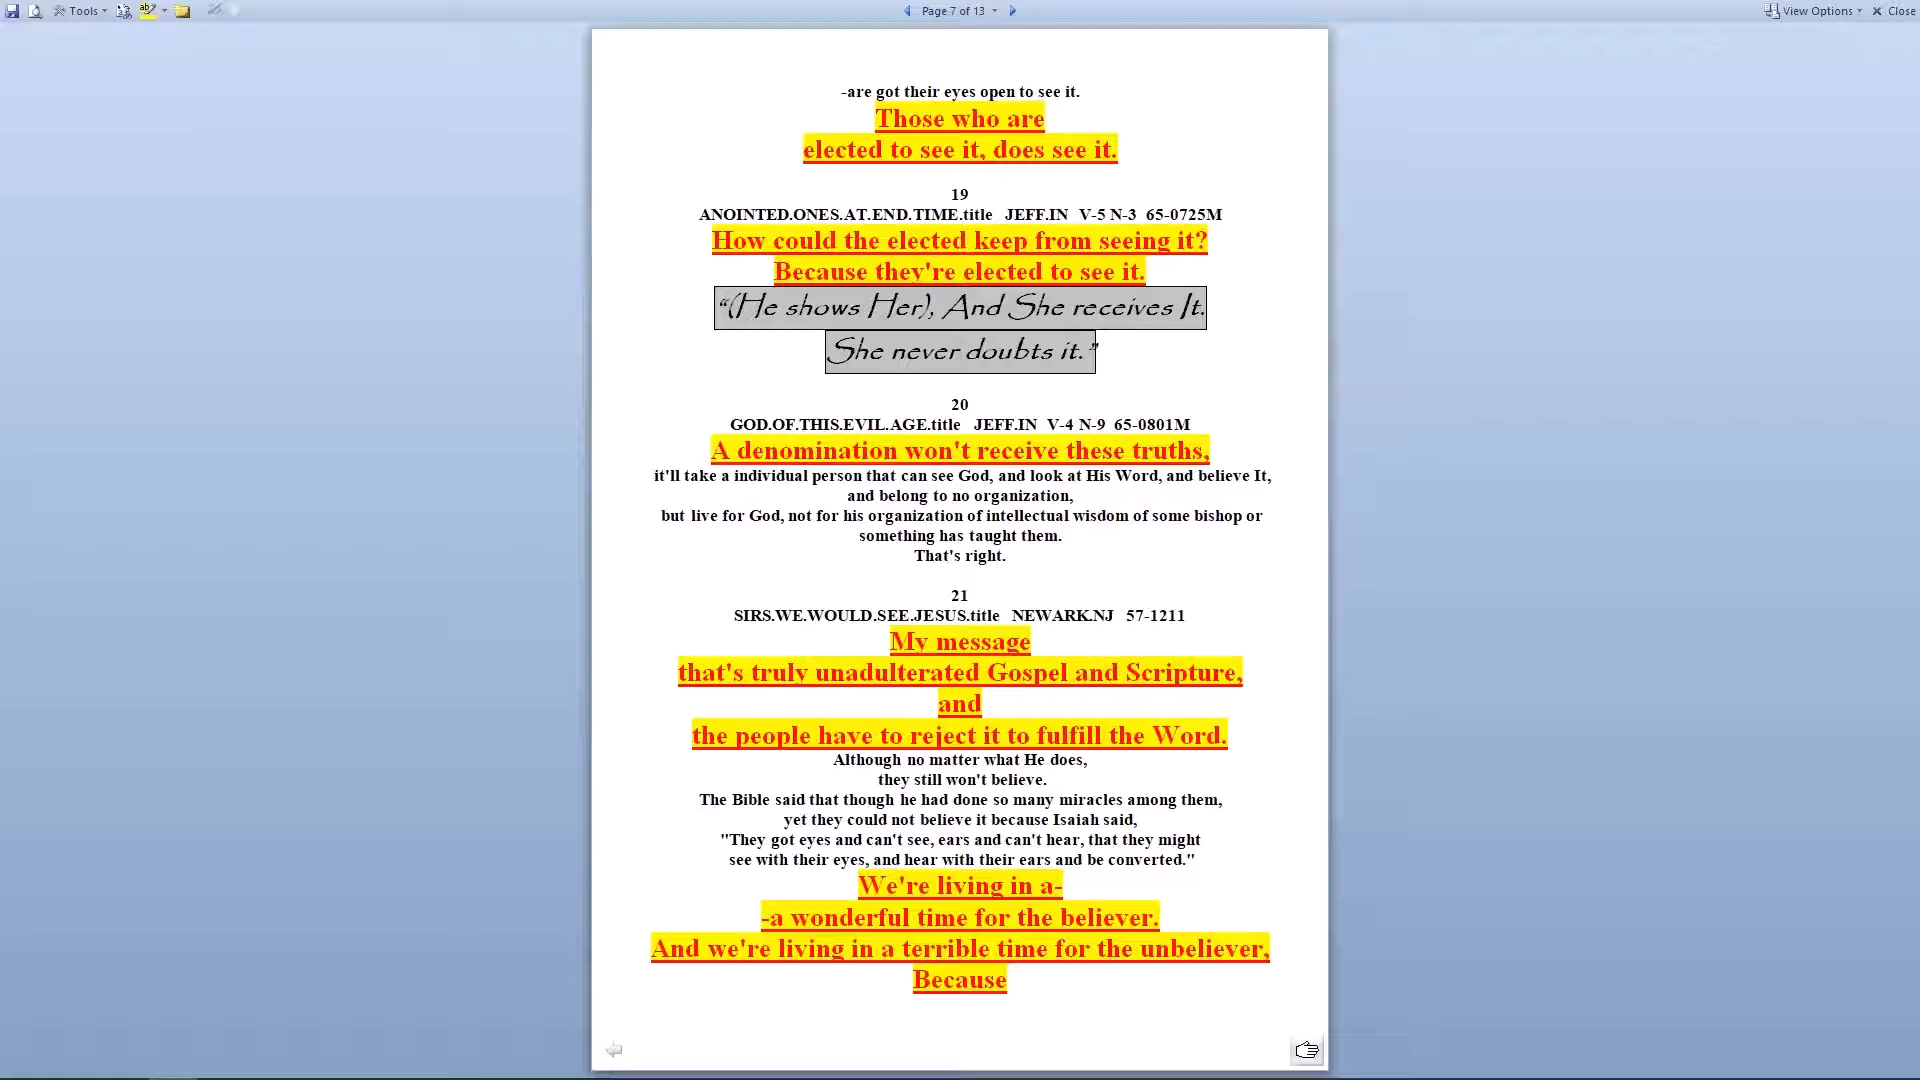 Tools
Page 7 of 13
View Options
Close
-are got their eyes open to see it.
Those who are
elected to see it, does see it.
19
ANOINTED.ONES.AT.END.TIME.title JEFF.IN V-5 N-3 65-0725M
How could the elected keep from seeing it?
Because they're elected to see it.
“(He shows Her), And She receives It.
She never doubts it.”
20
GOD.OF.THIS.EVIL.AGE.title JEFF.IN V-4 N-9 65-0801M
A denomination won't receive these truths,
it'll take a individual person that can see God, and look at His Word, and believe It,
and belong to no organization,
but live for God, not for his organization of intellectual wisdom of some bishop or
something has taught them.
That's right.
21
SIRS.WE.WOULD.SEE.JESUS.title NEWARK.NJ 57-1211
My message
that's truly unadulterated Gospel and Scripture,
and
the people have to reject it to fulfill the Word.
Although no matter what He does,
they still won't believe.
The Bible said that though he had done so many miracles among them,
yet they could not believe it because Isaiah said,
"They got eyes and can't see, ears and can't hear, that they might
see with their eyes, and hear with their ears and be converted."
We're living in a-
-a wonderful time for the believer.
And we're living in a terrible time for the unbeliever,
Because